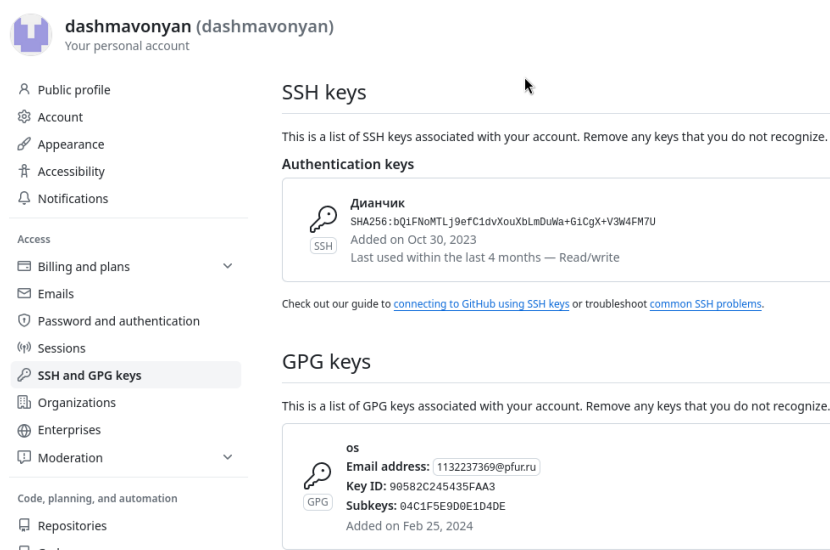 dashmavonyan (dashmavonyan)
Your personal account
Public profile
Account
Appearance
Accessibility
Notifications
Access
Billing and plans
Emails
Password and authentication
Sessions
SSH and GPG keys
Organizations
Enterprises
Moderation
Code, planning, and automation
Repositories
SSH keys
This is a list of SSH keys associated with your account. Remove any keys that you do not recognize.
Authentication keys
Дианчик
SHA256:bQiFNoMTLj9efC1dvXouXbLmDuWa+GiCgX+V3W4FM7U
SSH
Added on Oct 30, 2023
Last used within the last 4 months — Read/write
Check out our guide to connecting to GitHub using SSH keys or troubleshoot common SSH problems.
GPG keys
This is a list of GPG keys associated with your account. Remove any keys that you do not recognize.
os
Email address: 1132237369@pfur.ru
Key ID: 90582C245435FAA3
GPG
Subkeys: 04C1F5E9D0E1D4DE
Added on Feb 25, 2024